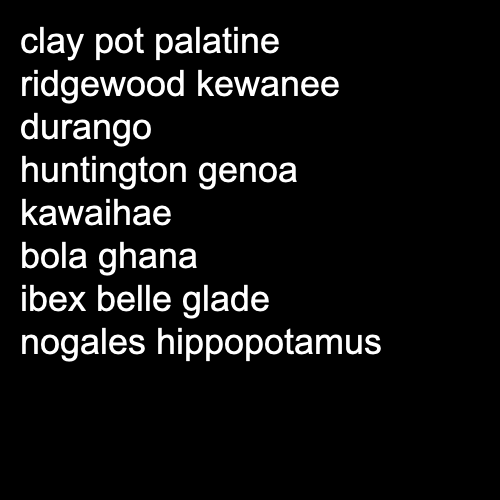 clay pot palatine
ridgewood kewanee
durango
huntington genoa
kawaihae
bola ghana
ibex belle glade
nogales hippopotamus